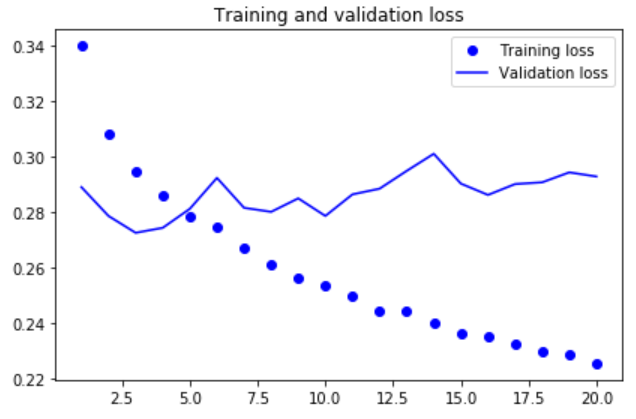 Training and validation loss
Training loss
Validation loss
0.34
0.32
0.30
0.28
0.26
0.24
0.22
2.5 5.0 7.5 10.0 12.5 15.0 17.5 20.0